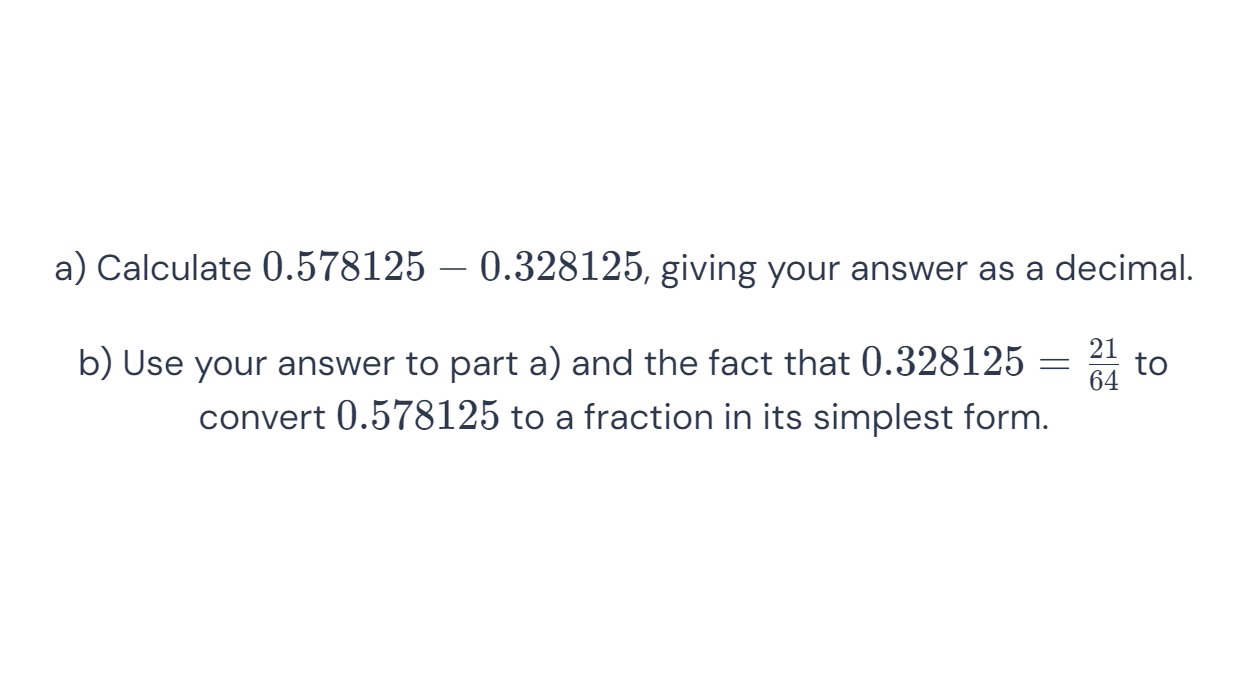 a) Calculate 0.578125 − 0.328125, giving your answer as a decimal.
b) Use your answer to part a) and the fact that 0.328125 = 21/64 to
convert 0.578125 to a fraction in its simplest form.